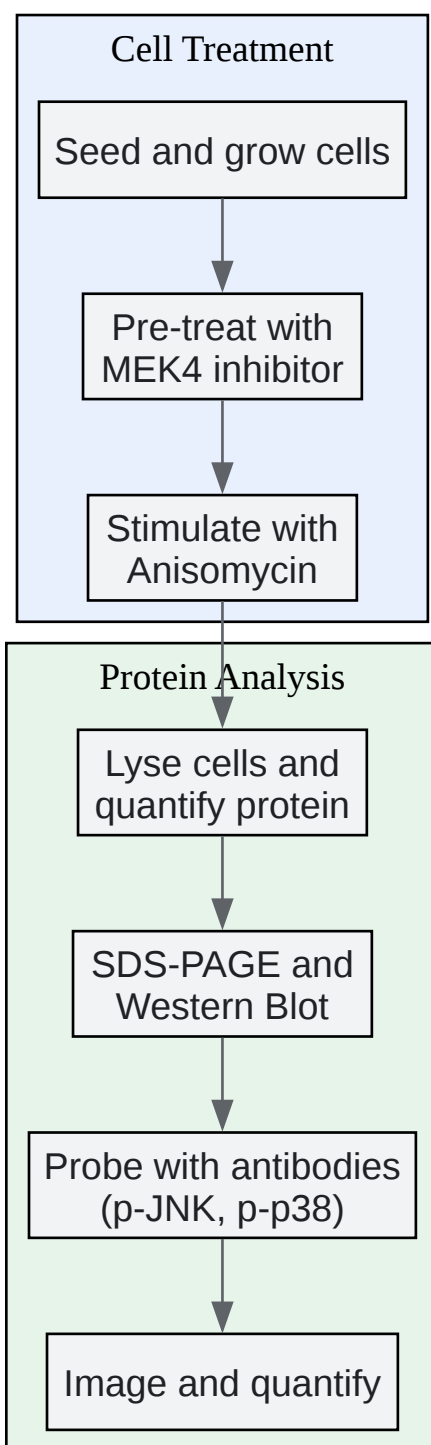 Cell Treatment
Seed and grow cells
Pre-treat with
MEK4 inhibitor
Stimulate with
Anisomycin
Protein Analysis
Lyse cells and
quantify protein
SDS-PAGE and
Western Blot
Probe with antibodies
(p-JNK, p-p38)
Image and quantify